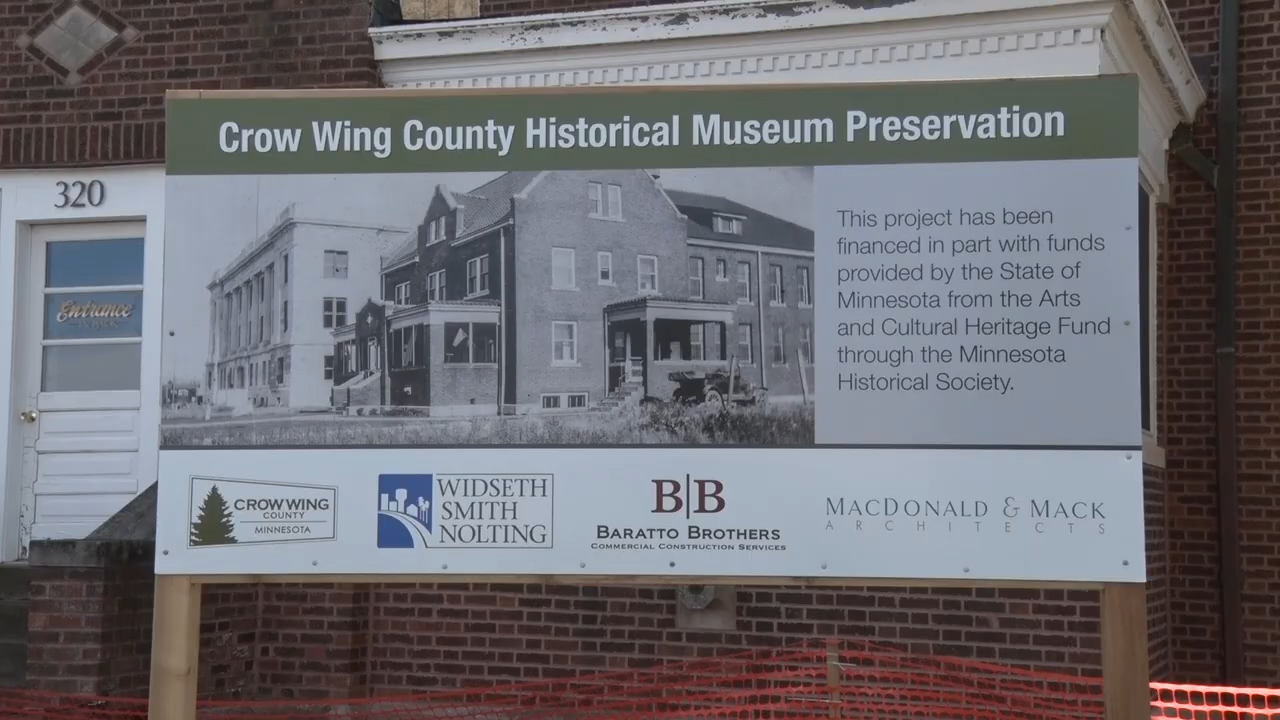 Crow Wing County Historical Museum Preservation
320
Entrance
This project has been
financed in part with funds
provided by the State of
Minnesota from the Arts
and Cultural Heritage Fund
through the Minnesota
Historical Society.
CROW WING
COUNTY
MINNESOTA
WIDSETH
SMITH
NOLTING
B|B
BARATTO BROTHERS
COMMERCIAL CONSTRUCTION SERVICES
MACDONALD & MACK
ARCHITECTS